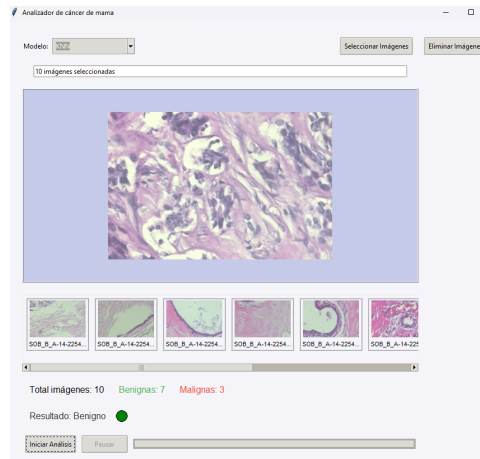 Analizador de cáncer de mama
Modelo: KNN Seleccionar Imágenes Eliminar Imágene
10 imágenes seleccionadas
SOB_B_A-14-2254... SOB_B_A-14-2254... SOB_B_A-14-2254... SOB_B_A-14-2254... SOB_B_A-14-2254... SOB_B_A-14-225
Total imágenes: 10 Benignas: 7 Malignas: 3
Resultado: Benigno
Iniciar Análisis Pausar